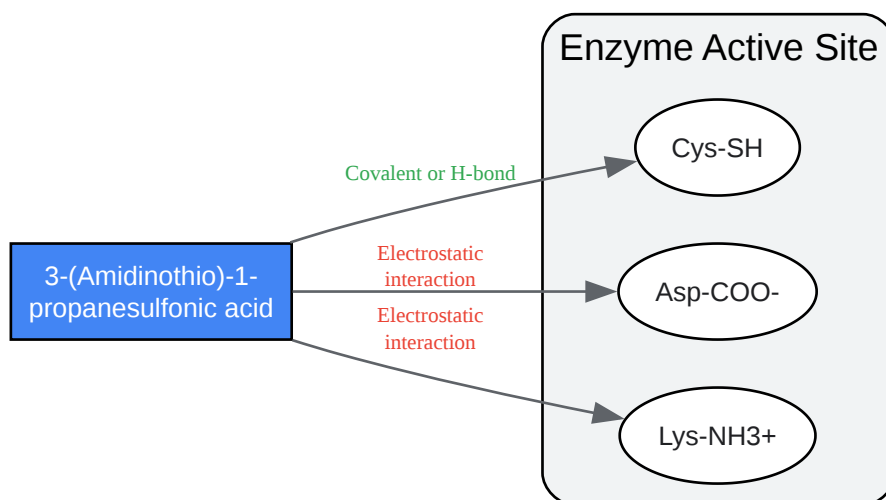 Enzyme Active Site
Cys-SH
Covalent or H-bond
3-(Amidinothio)-1-
propanesulfonic acid
Electrostatic
interaction
Asp-COO-
Electrostatic
interaction
Lys-NH3+